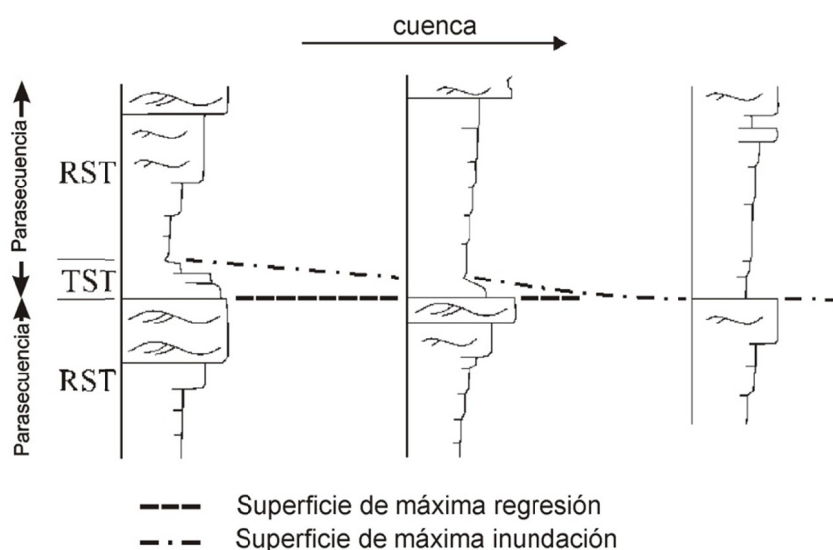 cuenca
Parasecuencia
RST
TST
Parasecuencia
RST
Superficie de máxima regresión
Superficie de máxima inundación